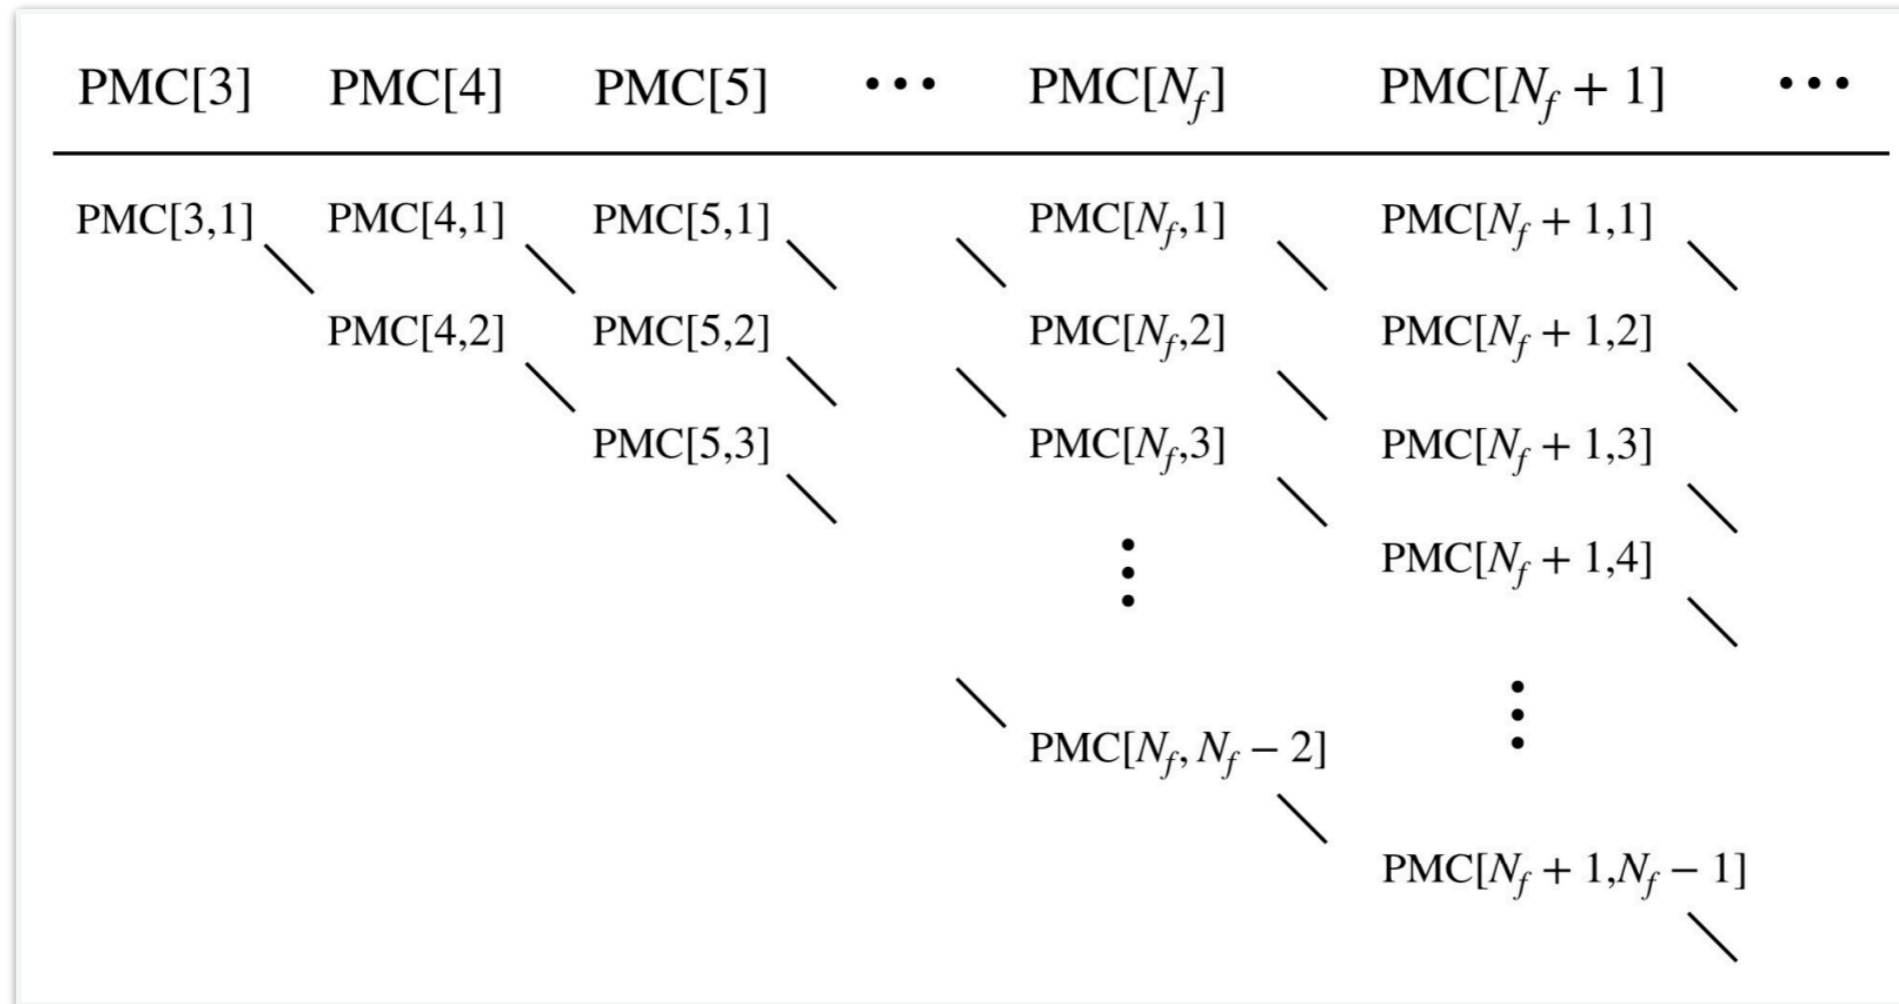 PMC[3] PMC[4] PMC[5] ••• PMC[N_f] PMC[N_f + 1] •••
PMC[3,1] PMC[4,1] PMC[5,1] PMC[N_f,1] PMC[N_f + 1,1]
PMC[4,2] PMC[5,2] PMC[N_f,2] PMC[N_f + 1,2]
PMC[5,3] PMC[N_f,3] PMC[N_f + 1,3]
PMC[N_f + 1,4]
PMC[N_f, N_f − 2]
PMC[N_f + 1,N_f − 1]